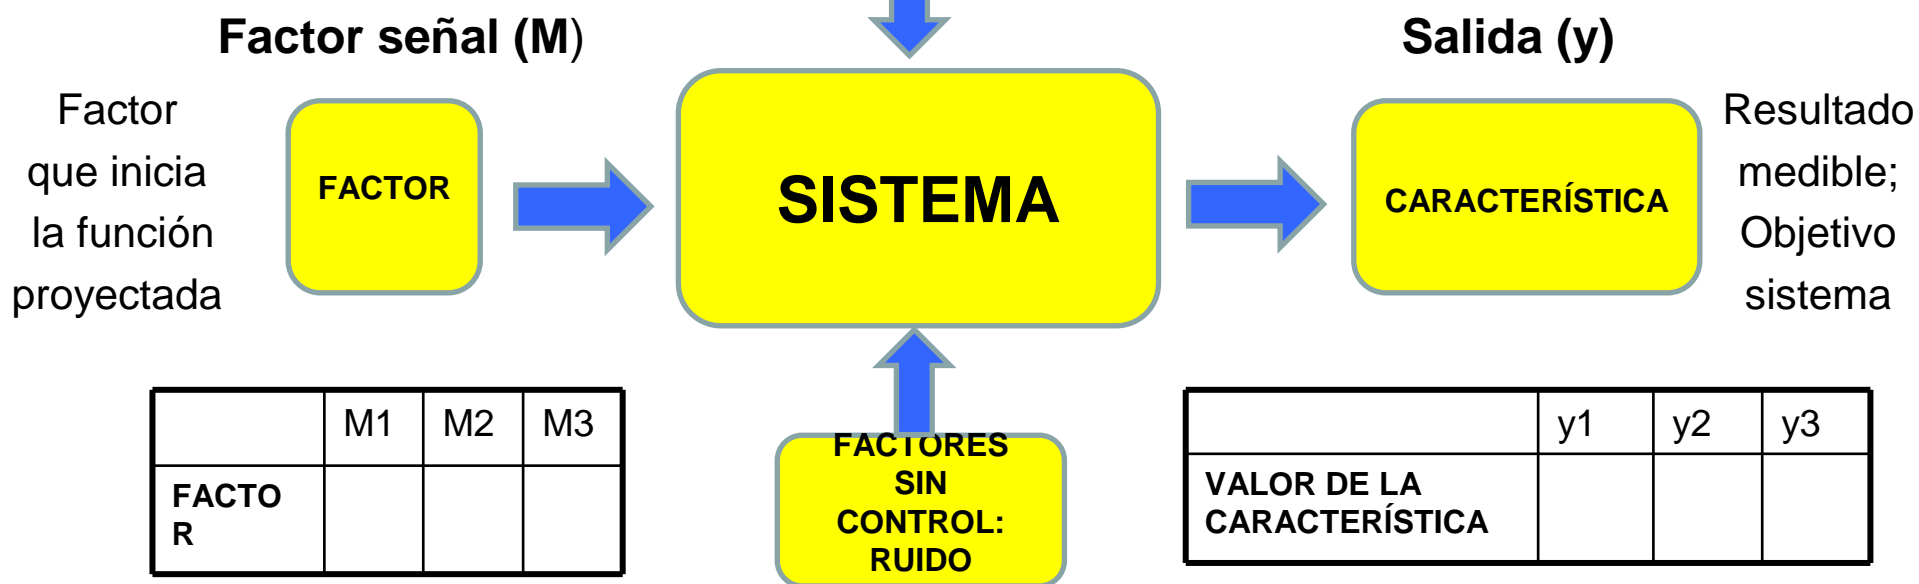 Factor señal (M)
Salida (y)
Factor
que inicia
la función
proyectada
FACTOR
SISTEMA
CARACTERÍSTICA
Resultado
medible;
Objetivo
sistema
M1 M2 M3
FACTO
R
FACTORES
SIN
CONTROL:
RUIDO
y1 y2 y3
VALOR DE LA
CARACTERÍSTICA